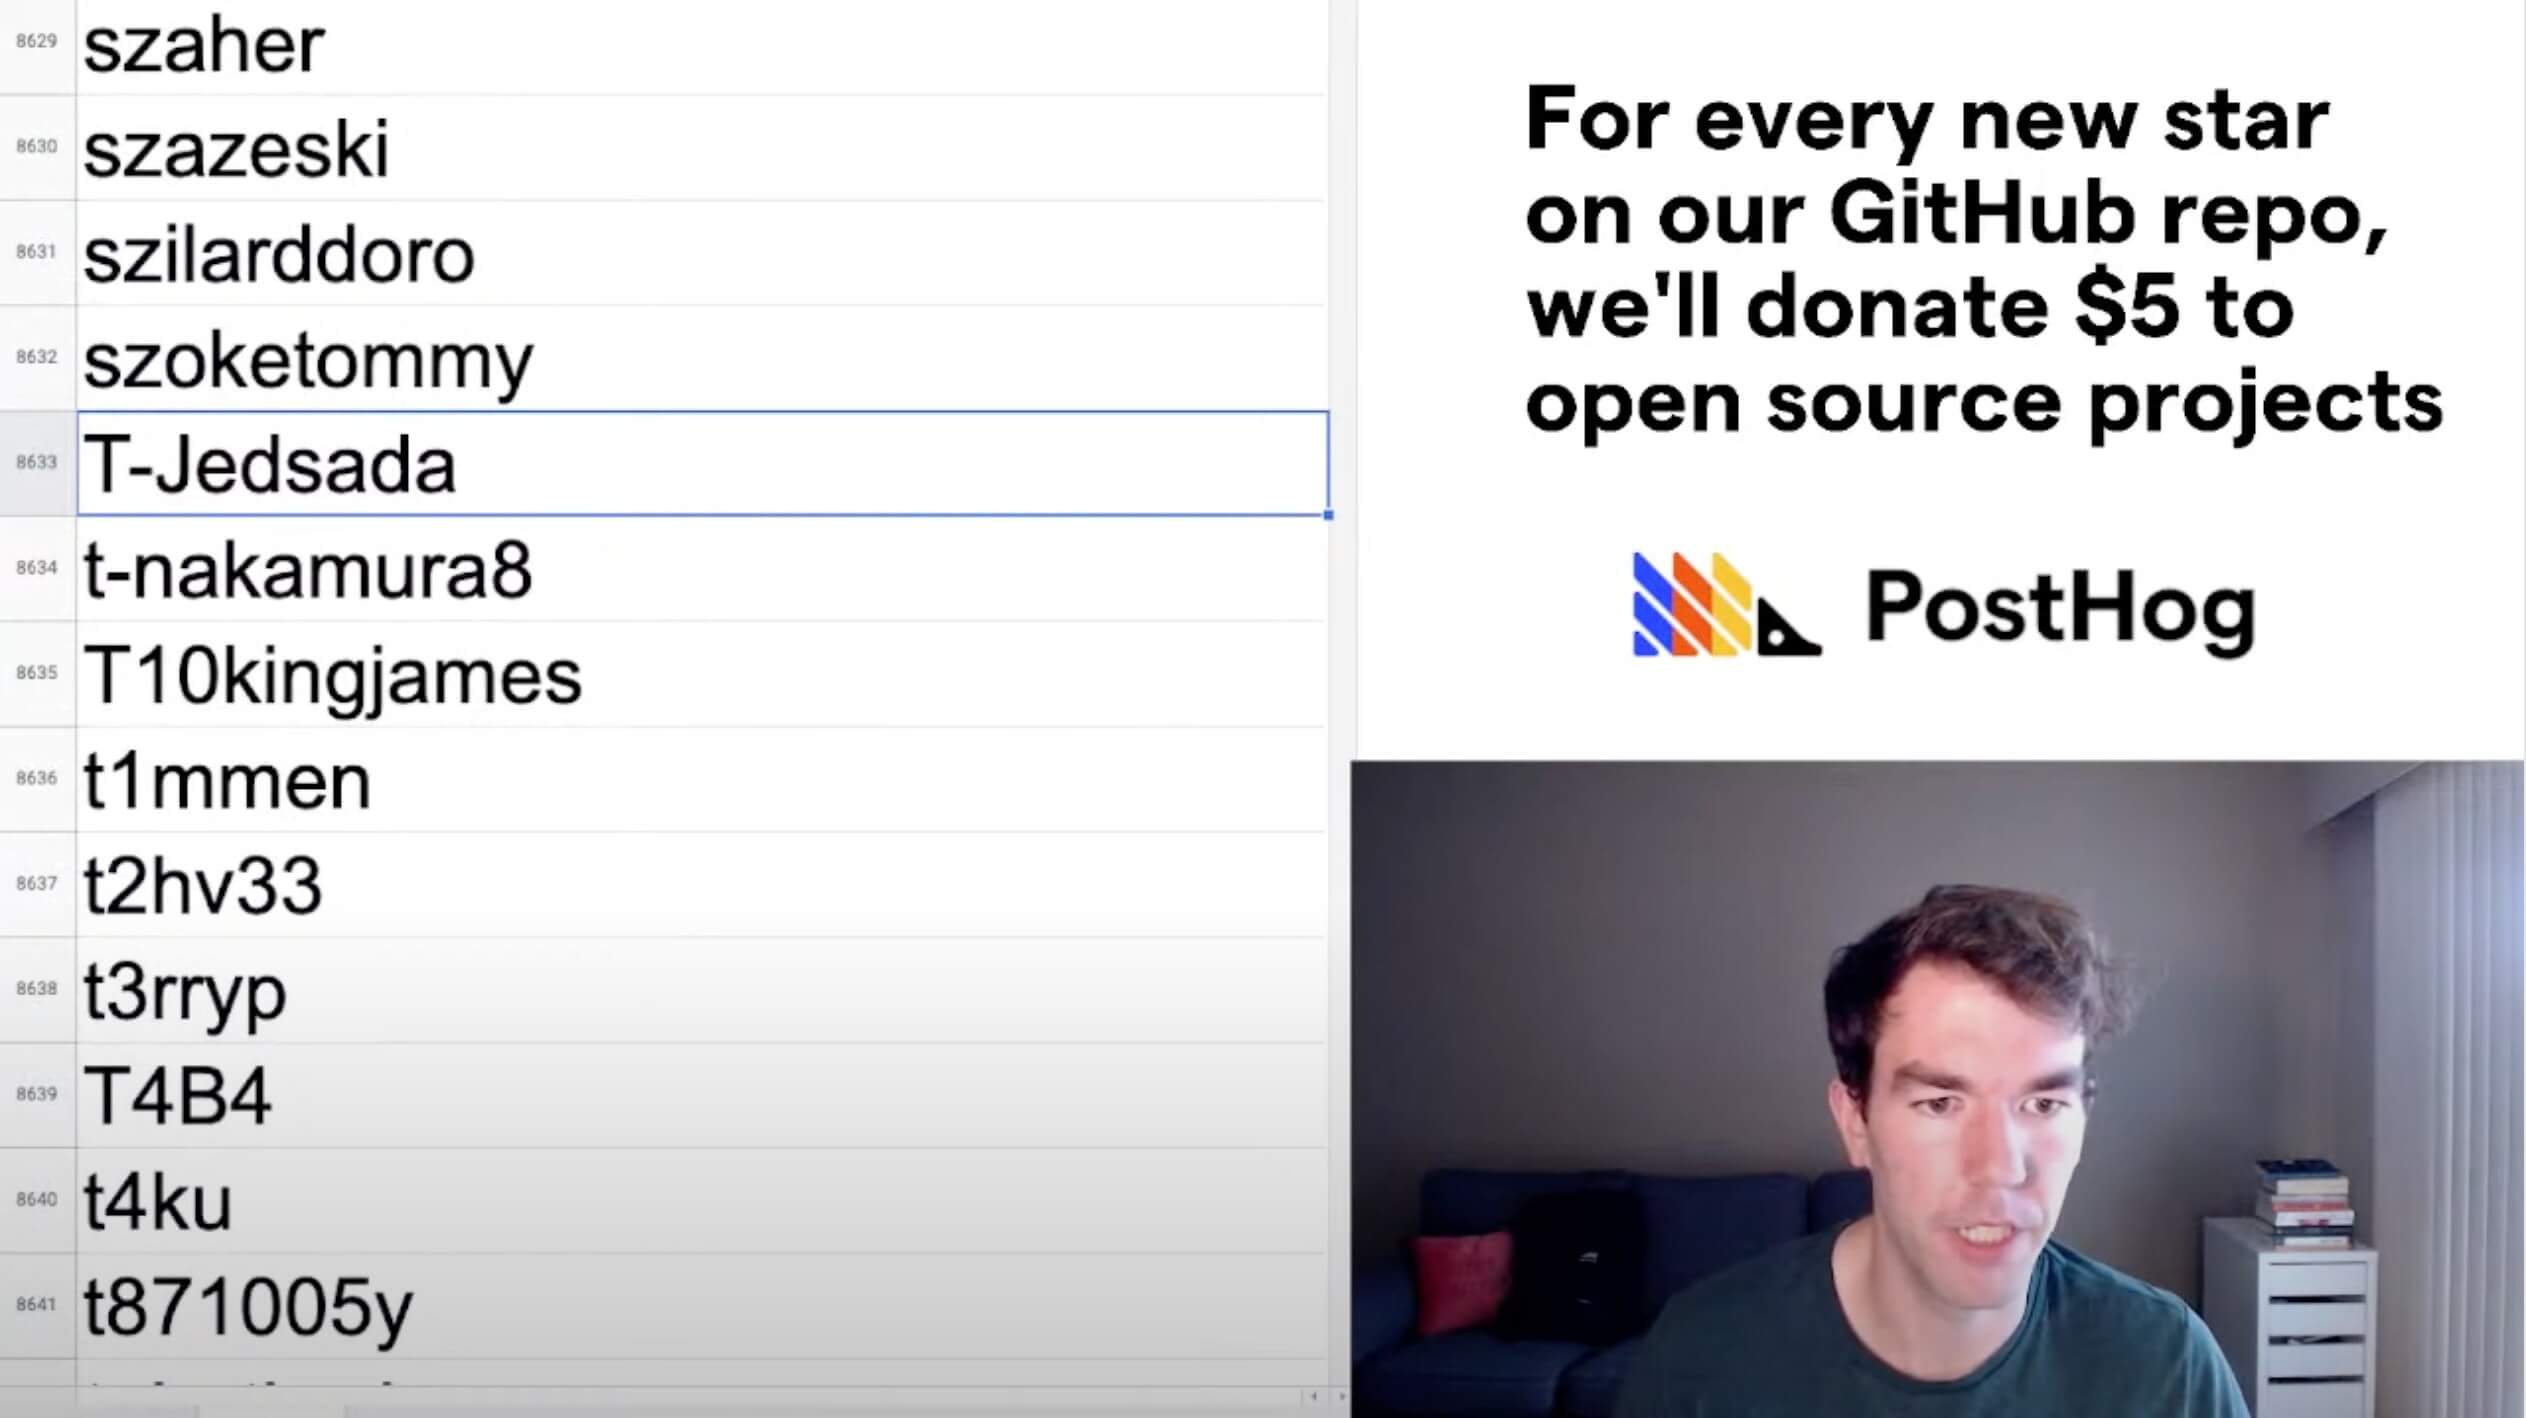 8629 szaher
8630 szazeski
8631 szilarddoro
8632 szoketommy
8633 T-Jedsada
8634 t-nakamura8
8635 T10kingjames
8636 t1mmen
8637 t2hv33
8638 t3rryp
8639 T4B4
8640 t4ku
8641 t871005y
For every new star
on our GitHub repo,
we'll donate $5 to
open source projects
PostHog